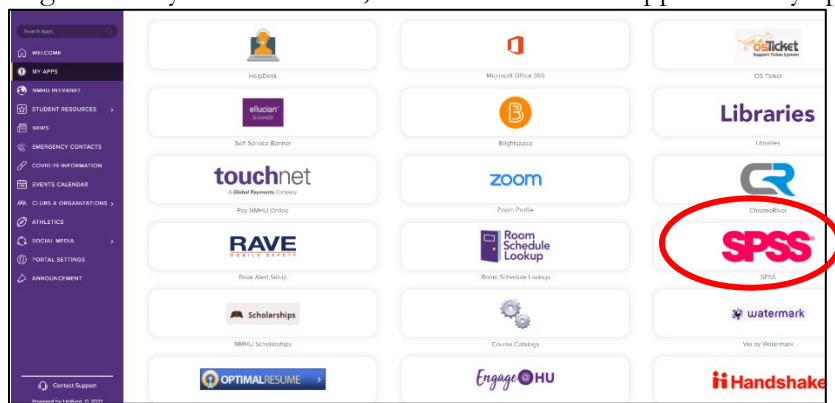 Search Apps
WELCOME
MY APPS
NMHU INTRANET
STUDENT RESOURCES
NEWS
EMERGENCY CONTACTS
COVID-19 INFORMATION
EVENTS CALENDAR
CLUBS & ORGANIZATIONS
ATHLETICS
SOCIAL MEDIA
PORTAL SETTINGS
ANNOUNCEMENT
Contact Support
HelpDesk
Microsoft Office 365
osTicket
Support Ticket System
OS Ticket
ellucian
BANNER
Self Service Banner
B
Brightspace
Libraries
Libraries
touchnet
A Global Payments Company
Pay NMHU Online
zoom
Zoom Profile
CR
ChromeRiver
RAVE
MOBILE SAFETY
Rave Alert Setup
Room
Schedule
Lookup
Room Schedule Lookup
SPSS
SPSS
Scholarships
NMHU Scholarships
Course Catalogs
watermark
Via by Watermark
OPTIMALRESUME
Engage@HU
Handshake